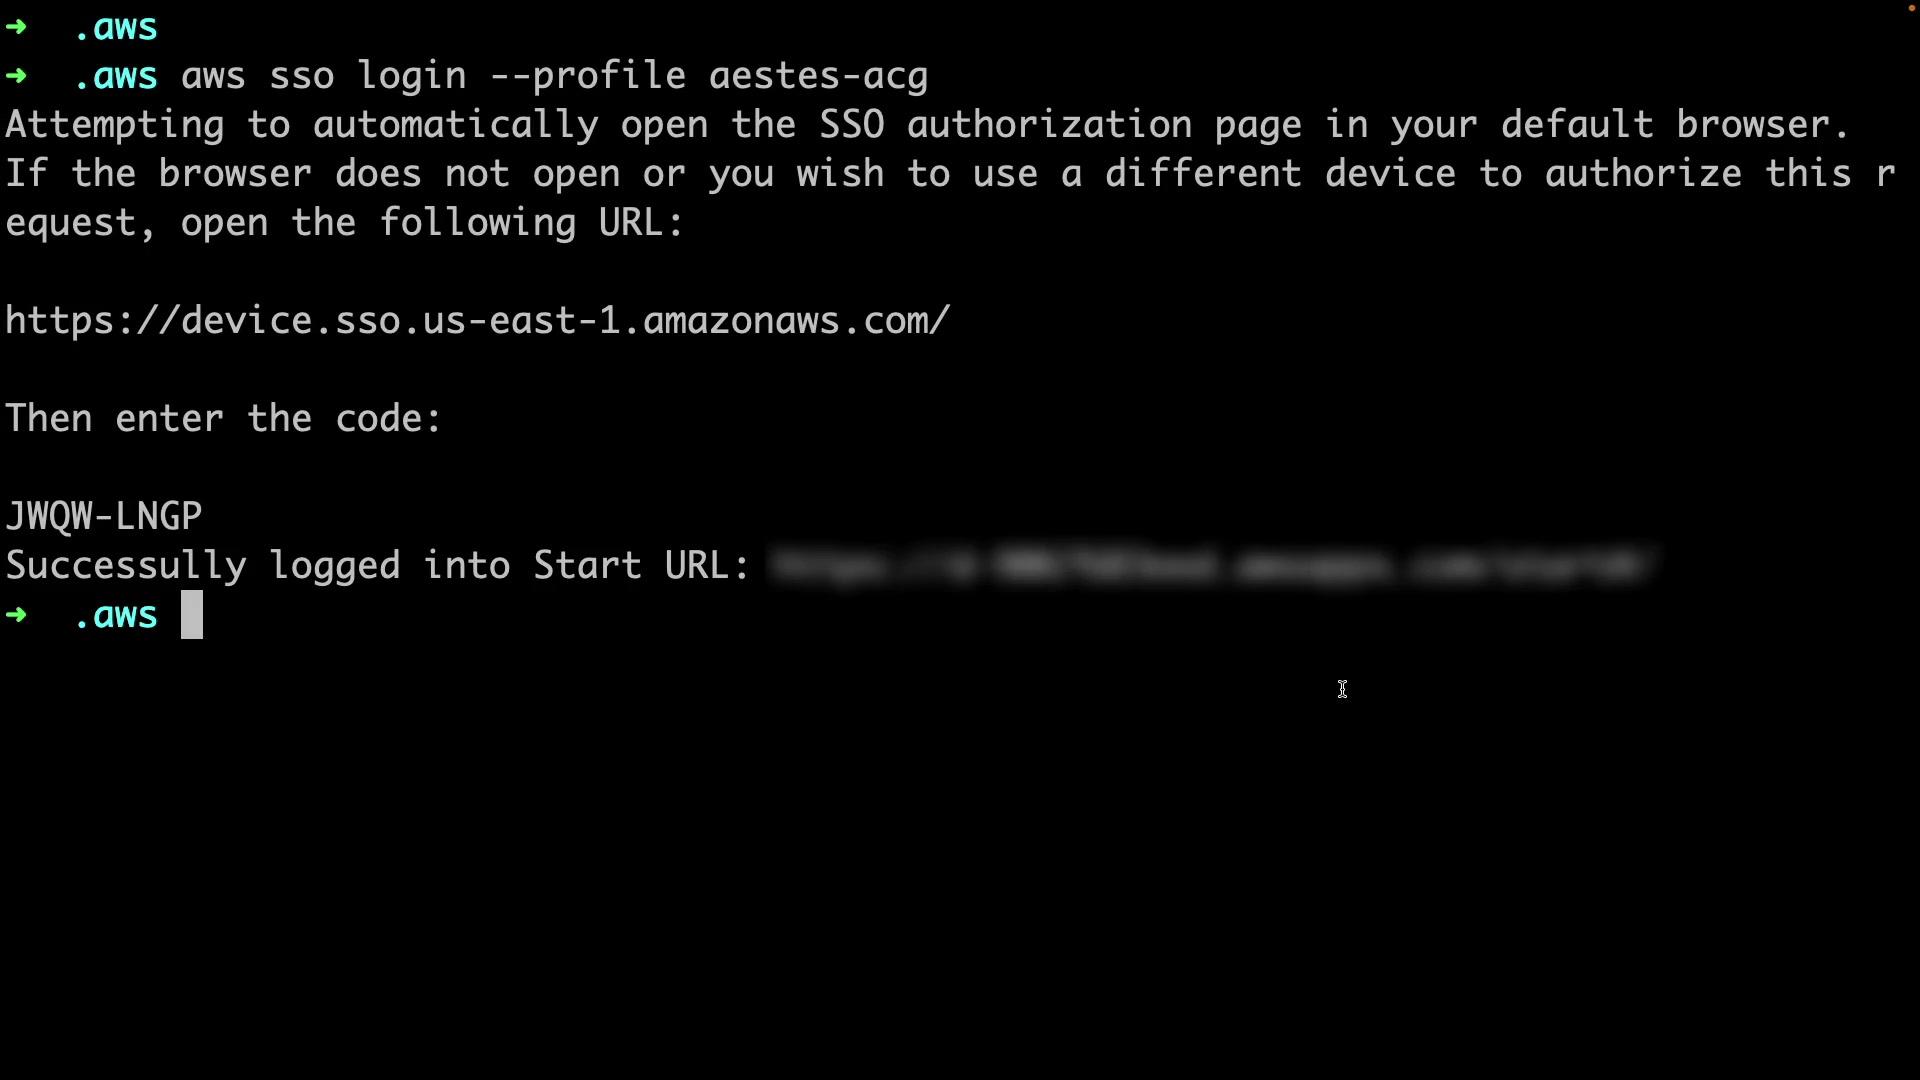 ➜ .aws
➜ .aws aws sso login --profile aestes-acg
Attempting to automatically open the SSO authorization page in your default browser.
If the browser does not open or you wish to use a different device to authorize this r
equest, open the following URL:
https://device.sso.us-east-1.amazonaws.com/
Then enter the code:
JWQW-LNGP
Successully logged into Start URL:
➜ .aws